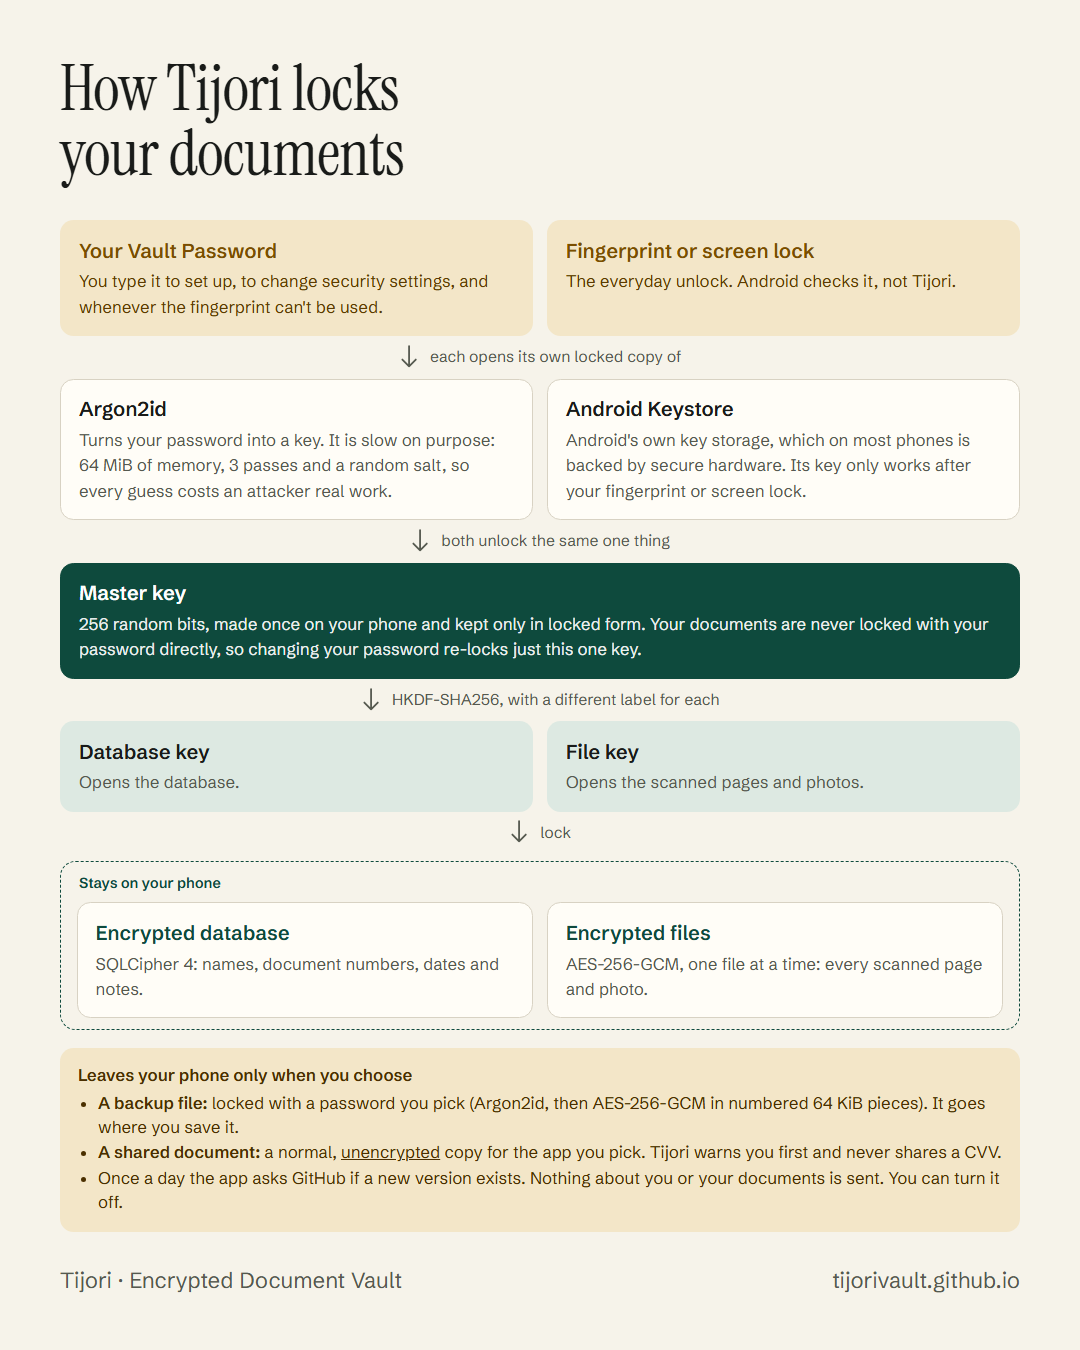 How Tijori locks
your documents
Your Vault Password
You type it to set up, to change security settings, and
whenever the fingerprint can't be used.
Fingerprint or screen lock
The everyday unlock. Android checks it, not Tijori.
each opens its own locked copy of
Argon2id
Turns your password into a key. It is slow on purpose:
64 MiB of memory, 3 passes and a random salt, so
every guess costs an attacker real work.
Android Keystore
Android's own key storage, which on most phones is
backed by secure hardware. Its key only works after
your fingerprint or screen lock.
both unlock the same one thing
Master key
256 random bits, made once on your phone and kept only in locked form. Your documents are never locked with your
password directly, so changing your password re-locks just this one key.
HKDF-SHA256, with a different label for each
Database key
Opens the database.
File key
Opens the scanned pages and photos.
lock
Stays on your phone
Encrypted database
SQLCipher 4: names, document numbers, dates and
notes.
Encrypted files
AES-256-GCM, one file at a time: every scanned page
and photo.
Leaves your phone only when you choose
• A backup file: locked with a password you pick (Argon2id, then AES-256-GCM in numbered 64 KiB pieces). It goes
where you save it.
• A shared document: a normal, unencrypted copy for the app you pick. Tijori warns you first and never shares a CVV.
• Once a day the app asks GitHub if a new version exists. Nothing about you or your documents is sent. You can turn it
off.
Tijori · Encrypted Document Vault
tijorivault.github.io